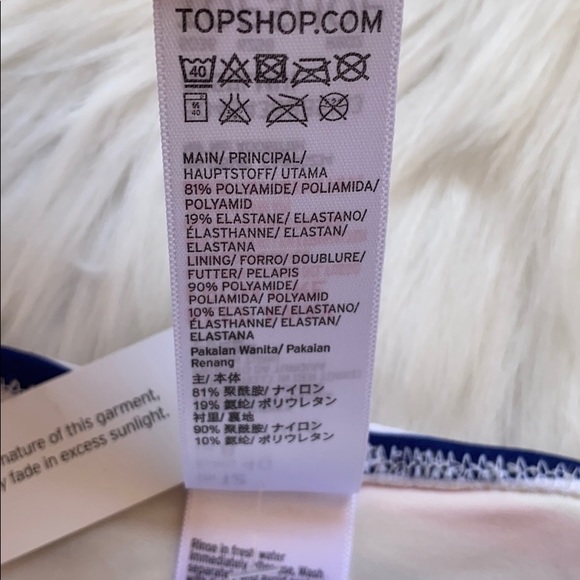 TOPSHOP.COM
40
40
MAIN/ PRINCIPAL/
HAUPTSTOFF/ UTAMA
81% POLYAMIDE/ POLIAMIDA/
POLYAMID
19% ELASTANE/ ELASTANO/
ÉLASTHANNE/ ELASTAN/
ELASTANA
LINING/ FORRO/ DOUBLURE/
FUTTER/ PELAPIS
90% POLYAMIDE/
POLIAMIDA/ POLYAMID
10% ELASTANE/ ELASTANO/
ÉLASTHANNE/ ELASTAN/
ELASTANA
Pakaian Wanita/ Pakaian
Renang
主/ 本体
81% 聚酰胺/ ナイロン
19% 氨纶/ ポリウレタン
衬里/ 裏地
90% 聚酰胺/ ナイロン
10% 氨纶/ ポリウレタン
nature of this garment,
fade in excess sunlight.
Rinse in fresh water
immediately
separately